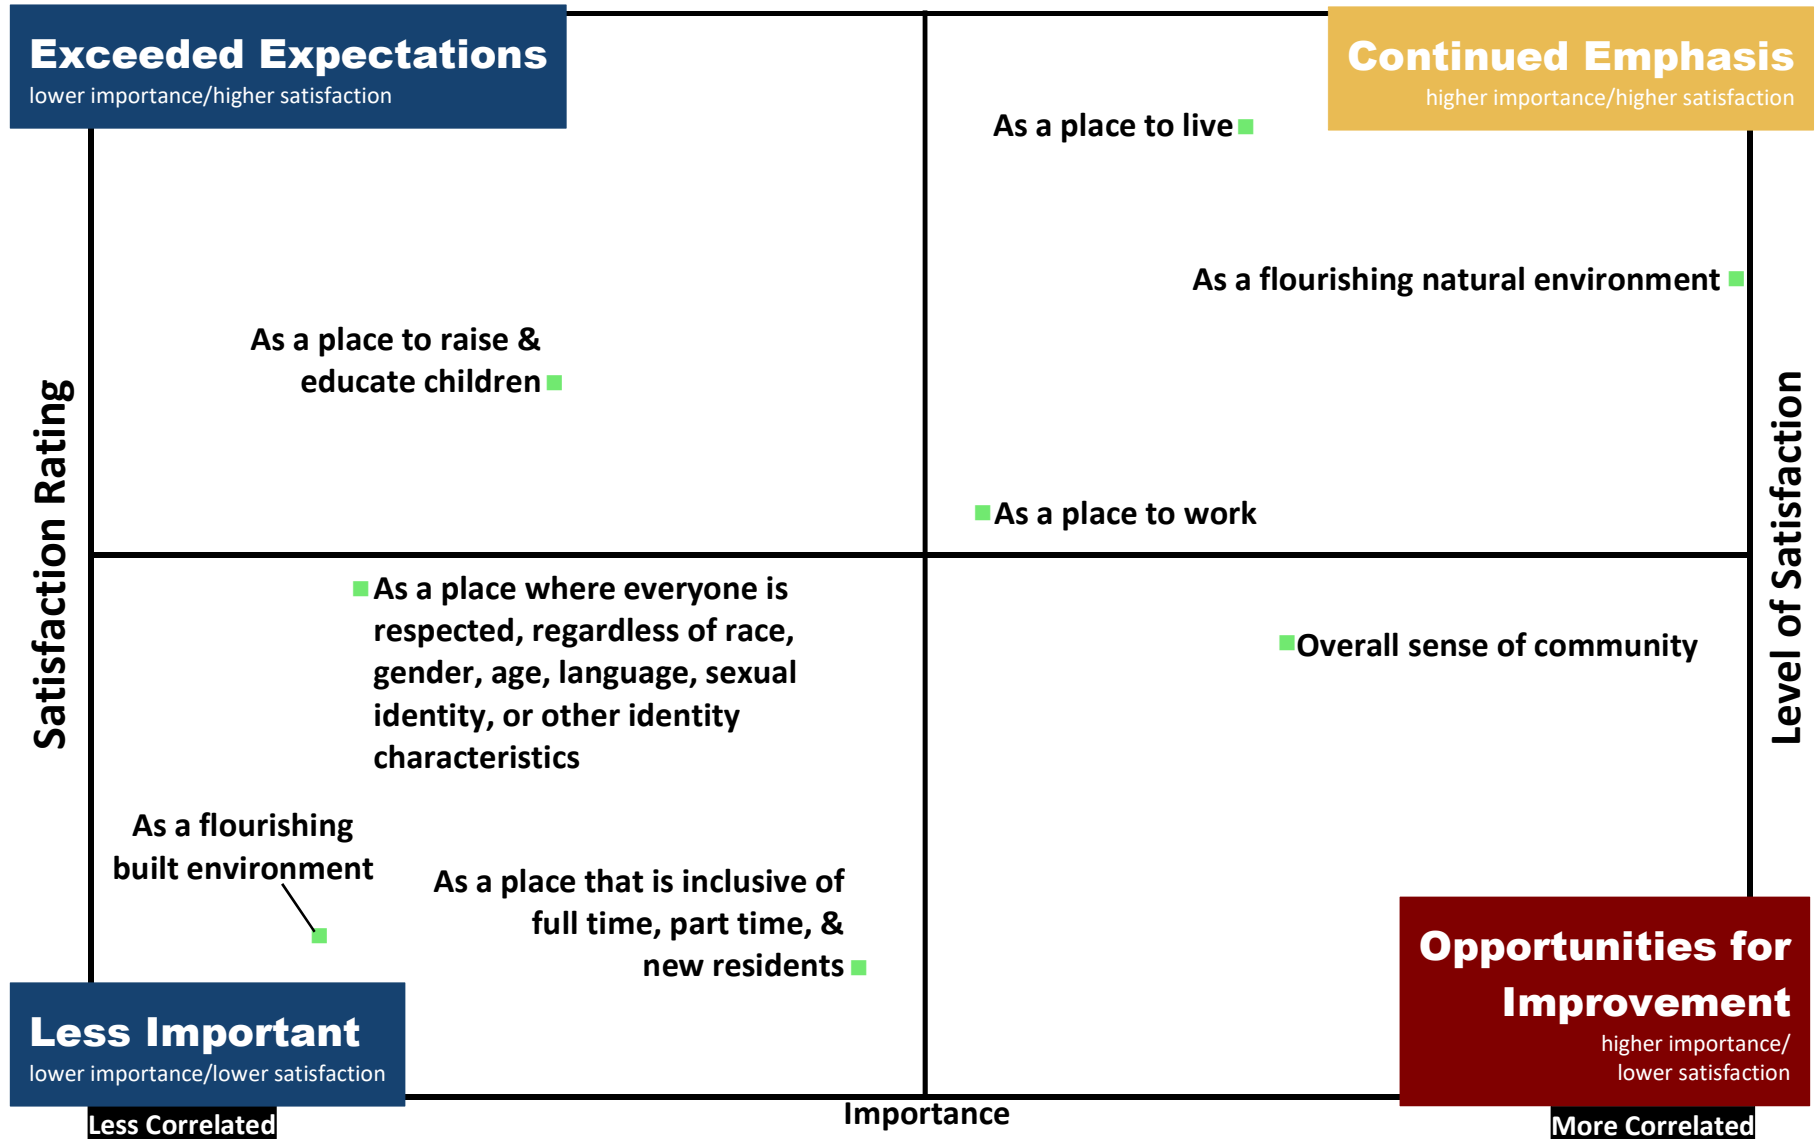 Exceeded Expectations
lower importance/higher satisfaction
Continued Emphasis
higher importance/higher satisfaction
As a place to live
As a flourishing natural environment
As a place to raise &
educate children
Satisfaction Rating
Level of Satisfaction
As a place to work
As a place where everyone is
respected, regardless of race,
gender, age, language, sexual
identity, or other identity
characteristics
Overall sense of community
As a flourishing
built environment
As a place that is inclusive of
full time, part time, &
new residents
Less Important
lower importance/lower satisfaction
Opportunities for
Improvement
higher importance/
lower satisfaction
Less Correlated
Importance
More Correlated